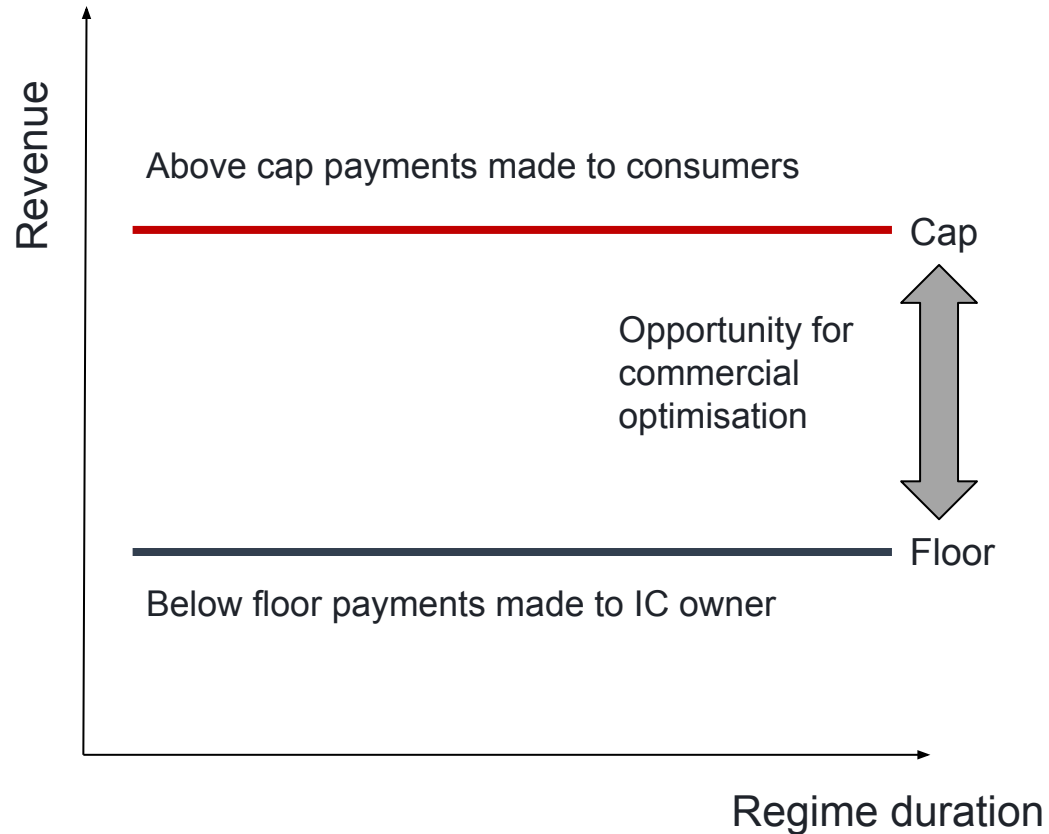 Revenue
Above cap payments made to consumers
Cap
Opportunity for
commercial
optimisation
Floor
Below floor payments made to IC owner
Regime duration